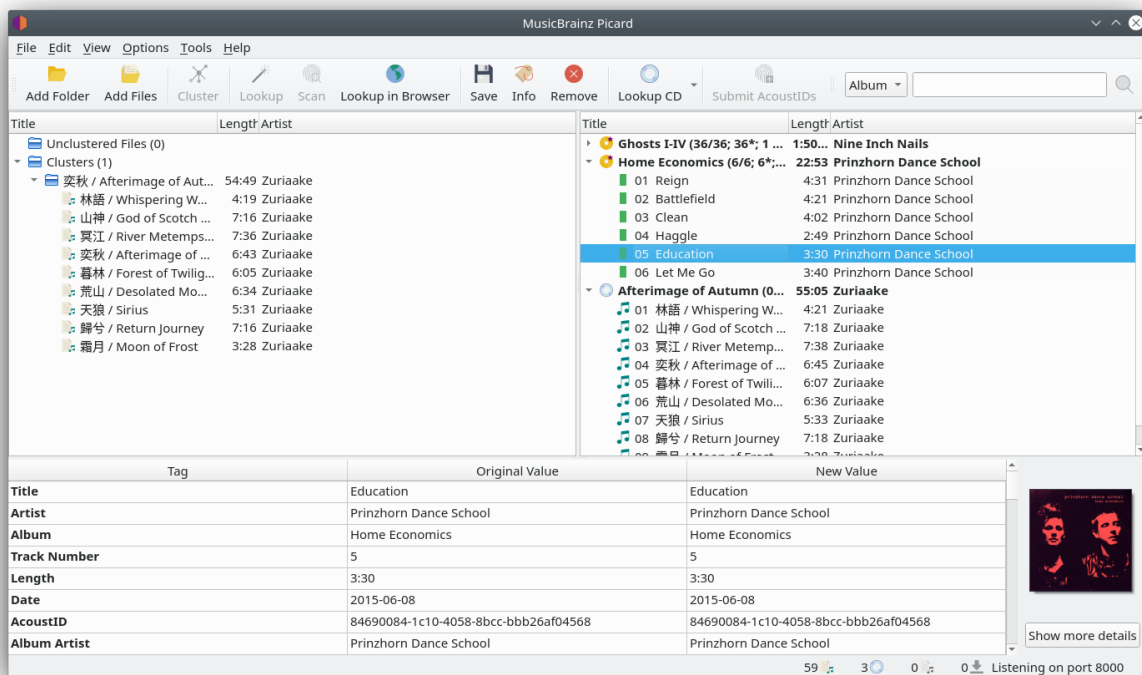 MusicBrainz Picard
File Edit View Options Tools Help
Add Folder Add Files Cluster Lookup Scan Lookup in Browser Save Info Remove Lookup CD Submit AcoustIDs Album
Title Length Artist
Unclustered Files (0)
Clusters (1)
奕秋 / Afterimage of Aut... 54:49 Zuriaake
林語 / Whispering W... 4:19 Zuriaake
山神 / God of Scotch ... 7:16 Zuriaake
冥江 / River Metemps... 7:36 Zuriaake
奕秋 / Afterimage of ... 6:43 Zuriaake
暮林 / Forest of Twilig... 6:05 Zuriaake
荒山 / Desolated Mo... 6:34 Zuriaake
天狼 / Sirius 5:31 Zuriaake
歸兮 / Return Journey 7:16 Zuriaake
霜月 / Moon of Frost 3:28 Zuriaake
Title Length Artist
Ghosts I-IV (36/36; 36*; 1 ... 1:50... Nine Inch Nails
Home Economics (6/6; 6*;... 22:53 Prinzhorn Dance School
01 Reign 4:31 Prinzhorn Dance School
02 Battlefield 4:21 Prinzhorn Dance School
03 Clean 4:02 Prinzhorn Dance School
04 Haggle 2:49 Prinzhorn Dance School
05 Education 3:30 Prinzhorn Dance School
06 Let Me Go 3:40 Prinzhorn Dance School
Afterimage of Autumn (0... 55:05 Zuriaake
01 林語 / Whispering W... 4:21 Zuriaake
02 山神 / God of Scotch ... 7:18 Zuriaake
03 冥江 / River Metemp... 7:38 Zuriaake
04 奕秋 / Afterimage of ... 6:45 Zuriaake
05 暮林 / Forest of Twili... 6:07 Zuriaake
06 荒山 / Desolated Mo... 6:36 Zuriaake
07 天狼 / Sirius 5:33 Zuriaake
08 歸兮 / Return Journey 7:18 Zuriaake
09 霜月 / Moon of Frost 3:28 Zuriaake
Tag Original Value New Value
Title Education Education
Artist Prinzhorn Dance School Prinzhorn Dance School
Album Home Economics Home Economics
Track Number 5 5
Length 3:30 3:30
Date 2015-06-08 2015-06-08
AcoustID 84690084-1c10-4058-8bcc-bbb26af04568 84690084-1c10-4058-8bcc-bbb26af04568
Album Artist Prinzhorn Dance School Prinzhorn Dance School
prinzhorn dance school
home economics
Show more details
59 3 0 0 Listening on port 8000